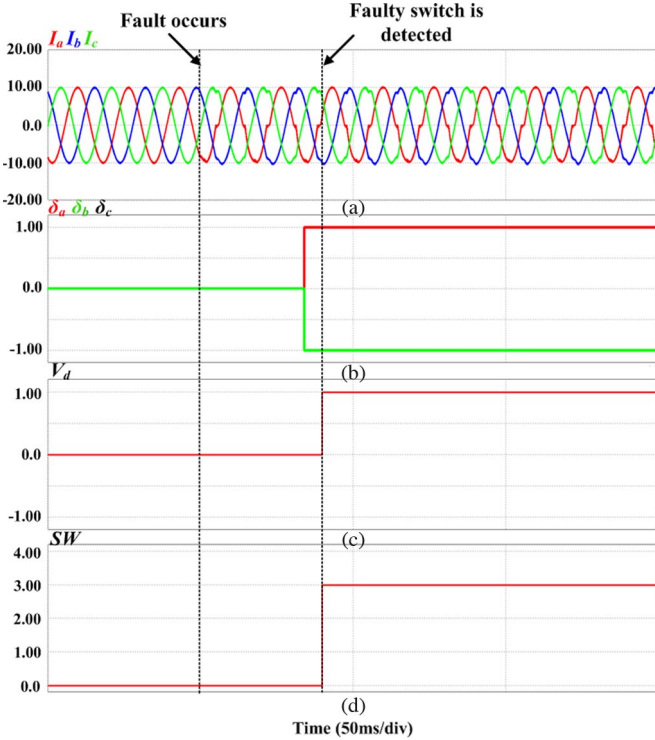 Fault occurs
Faulty switch is
detected
Ia Ib Ic
20.00
10.00
0.0
-10.00
-20.00
(a)
δa δb δc
1.00
0.0
-1.00
(b)
Vd
1.00
0.0
-1.00
(c)
SW
4.00
3.00
2.00
1.00
0.0
(d)
Time (50ms/div)